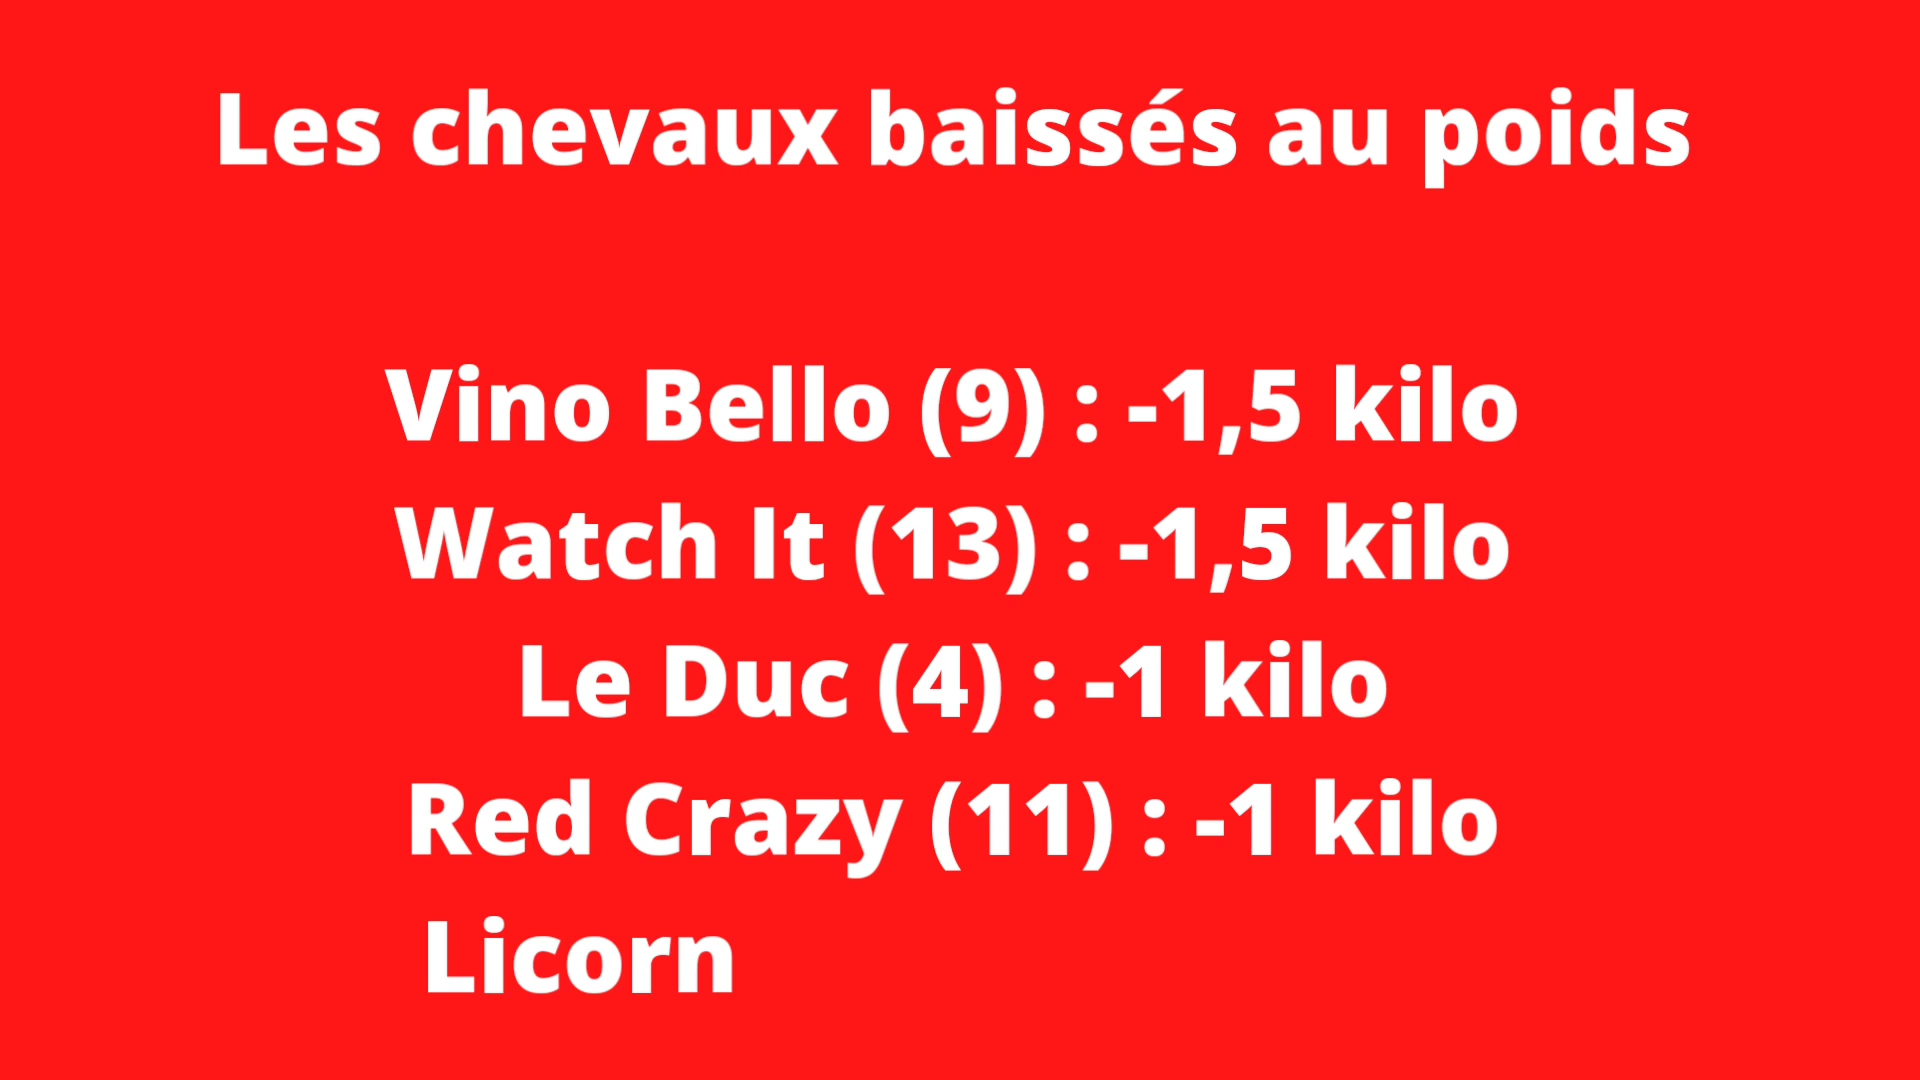 Les chevaux baissés au poids
Vino Bello (9) : -1,5 kilo
Watch It (13) : -1,5 kilo
Le Duc (4) : -1 kilo
Red Crazy (11) : -1 kilo
Licorn